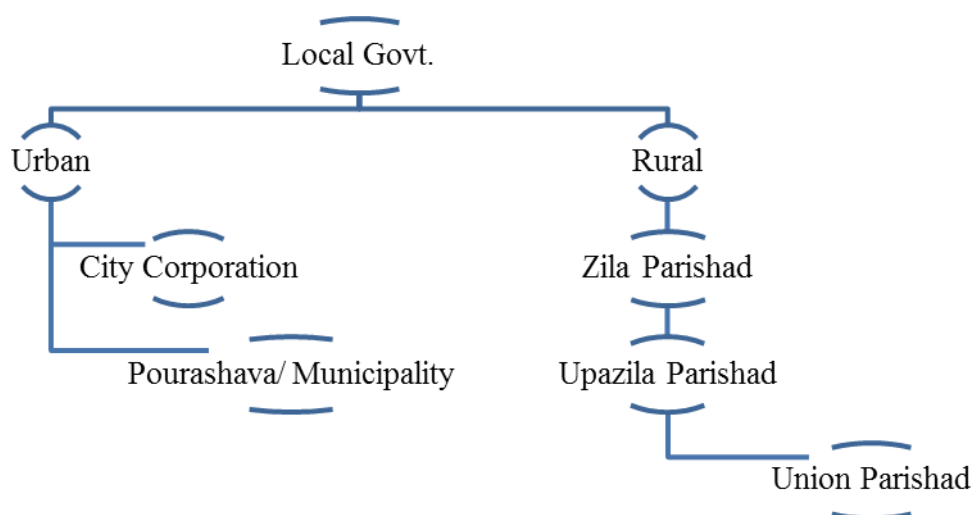 Local Govt.
Urban
Rural
City Corporation
Zila Parishad
Pourashava/ Municipality
Upazila Parishad
Union Parishad